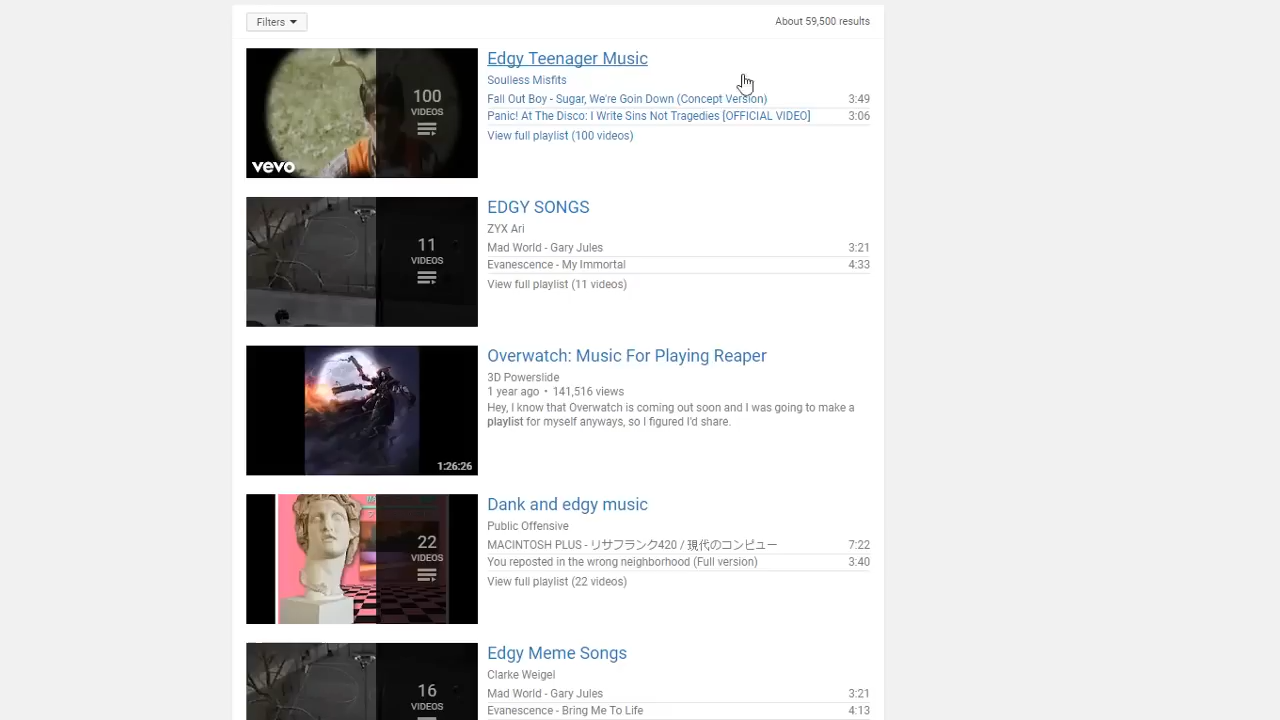 Filters
About 59,500 results
Edgy Teenager Music
Soulless Misfits
Fall Out Boy - Sugar, We're Goin Down (Concept Version) 3:49
Panic! At The Disco: I Write Sins Not Tragedies [OFFICIAL VIDEO] 3:06
View full playlist (100 videos)
100
VIDEOS
vevo
EDGY SONGS
ZYX Ari
Mad World - Gary Jules 3:21
Evanescence - My Immortal 4:33
View full playlist (11 videos)
11
VIDEOS
Overwatch: Music For Playing Reaper
3D Powerslide
1 year ago • 141,516 views
Hey, I know that Overwatch is coming out soon and I was going to make a
playlist for myself anyways, so I figured I'd share.
1:26:26
Dank and edgy music
Public Offensive
MACINTOSH PLUS - リサフランク420 / 現代のコンピュー 7:22
You reposted in the wrong neighborhood (Full version) 3:40
View full playlist (22 videos)
22
VIDEOS
Edgy Meme Songs
Clarke Weigel
Mad World - Gary Jules 3:21
Evanescence - Bring Me To Life 4:13
16
VIDEOS